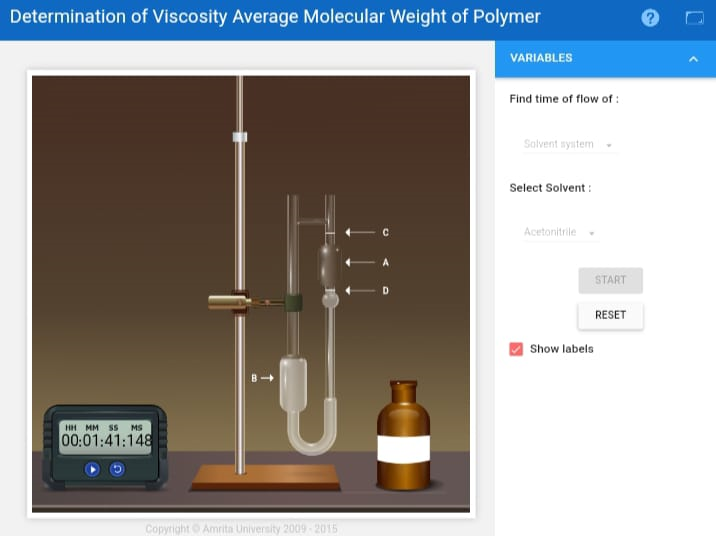 Determination of Viscosity Average Molecular Weight of Polymer
?
VARIABLES
Find time of flow of :
Solvent system
Select Solvent :
Acetonitrile
START
RESET
Show labels
C
A
D
B
HH MM SS MS
00:01:41:148
Copyright © Amrita University 2009 - 2015